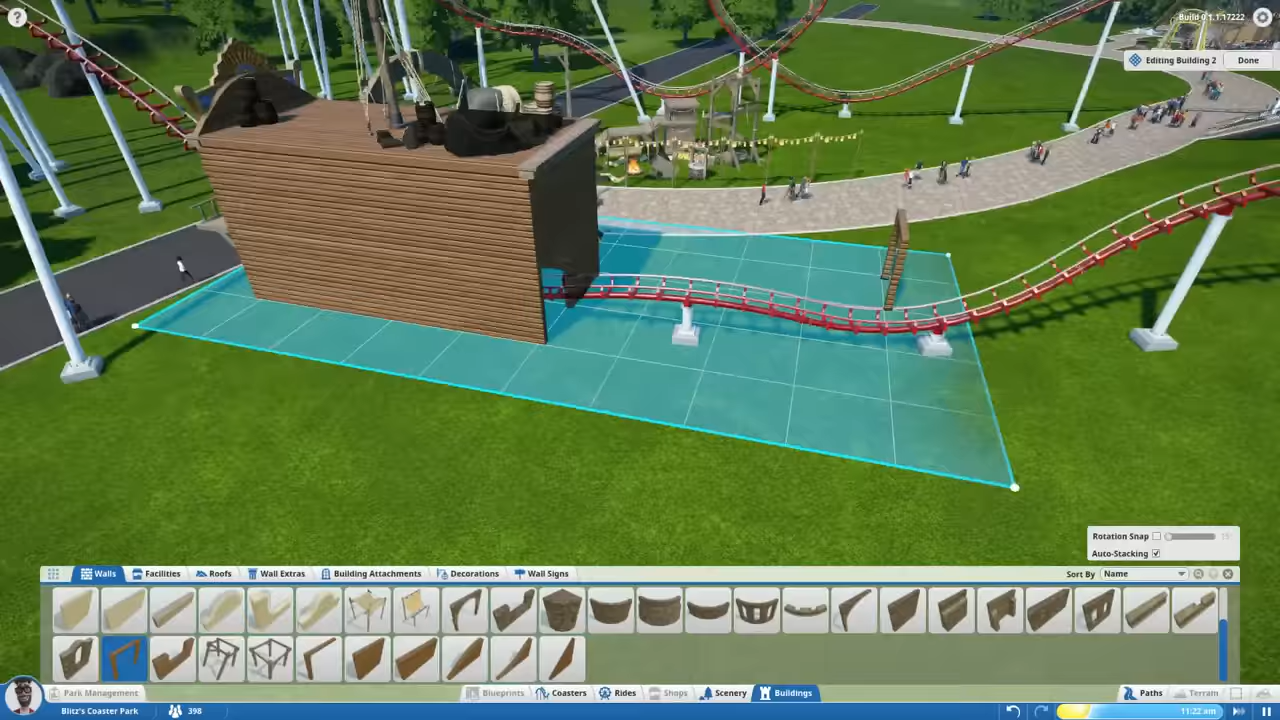 ?
Build 0.1.1.17222
Editing Building 2
Done
Rotation Snap
15
Auto-Stacking
Walls
Facilities
Roofs
Wall Extras
Building Attachments
Decorations
Wall Signs
Sort By
Name
Park Management
Blueprints
Coasters
Rides
Shops
Scenery
Buildings
Paths
Terrain
Blitz's Coaster Park
398
11:22 am